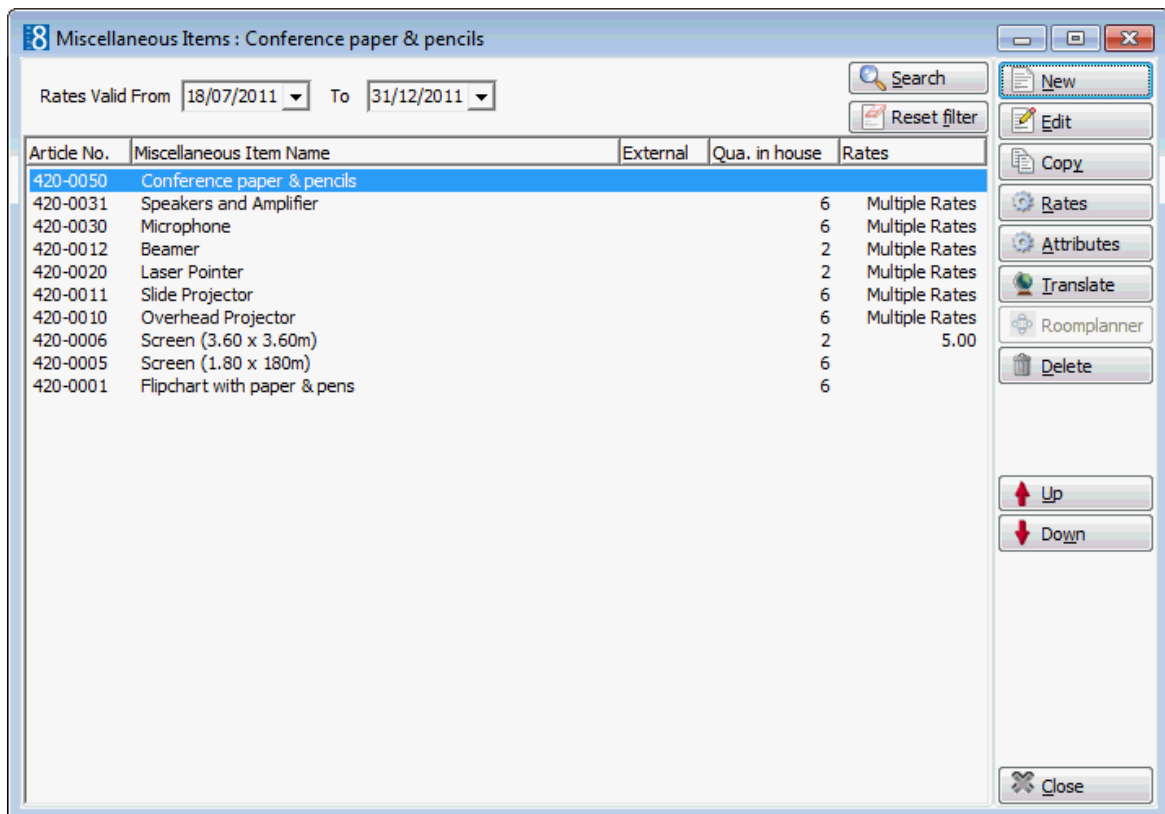 8 Miscellaneous Items : Conference paper & pencils
Rates Valid From 18/07/2011 To 31/12/2011
Search
Reset filter
Article No. Miscellaneous Item Name External Qua. in house Rates
420-0050 Conference paper & pencils
420-0031 Speakers and Amplifier 6 Multiple Rates
420-0030 Microphone 6 Multiple Rates
420-0012 Beamer 2 Multiple Rates
420-0020 Laser Pointer 2 Multiple Rates
420-0011 Slide Projector 6 Multiple Rates
420-0010 Overhead Projector 6 Multiple Rates
420-0006 Screen (3.60 x 3.60m) 2 5.00
420-0005 Screen (1.80 x 180m) 6
420-0001 Flipchart with paper & pens 6
New
Edit
Copy
Rates
Attributes
Translate
Roomplanner
Delete
Up
Down
Close